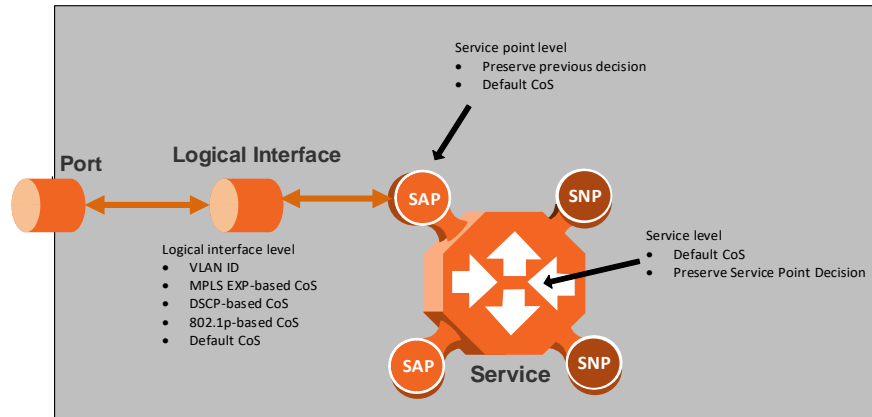 Service point level
• Preserve previous decision
• Default CoS
Port
Logical Interface
SAP
SNP
Logical interface level
• VLAN ID
• MPLS EXP-based CoS
• DSCP-based CoS
• 802.1p-based CoS
• Default CoS
Service level
• Default CoS
• Preserve Service Point Decision
SAP
Service
SNP